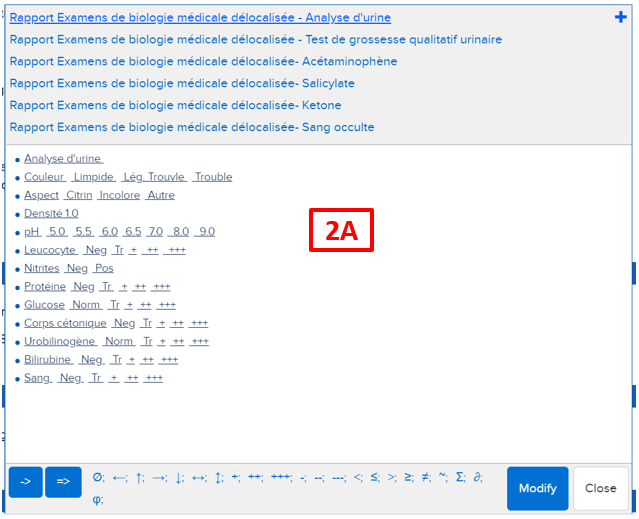 Rapport Examens de biologie médicale délocalisée - Analyse d'urine
Rapport Examens de biologie médicale délocalisée - Test de grossesse qualitatif urinaire
Rapport Examens de biologie médicale délocalisée- Acétaminophène
Rapport Examens de biologie médicale délocalisée- Salicylate
Rapport Examens de biologie médicale délocalisée- Ketone
Rapport Examens de biologie médicale délocalisée- Sang occulte
Analyse d'urine
Couleur Limpide Lég. Trouvle Trouble
Aspect Citrin Incolore Autre
Densité 1.0
pH 5.0 5.5 6.0 6.5 7.0 8.0 9.0
Leucocyte Neg Tr + ++ +++
Nitrites Neg Pos
Protéine Neg Tr + ++ +++
Glucose Norm Tr + ++ +++
Corps cétonique Neg Tr + ++ +++
Urobilinogène Norm Tr + ++ +++
Bilirubine Neg Tr + ++ +++
Sang Neg Tr + ++ +++
2A
-> => ∅; ←; ↑; →; ↓; ↔; ↕; +; ++; +++; -; --; ---; <; ≤; >; ≥; ≠; ~; Σ; ∂;
φ;
Modify Close